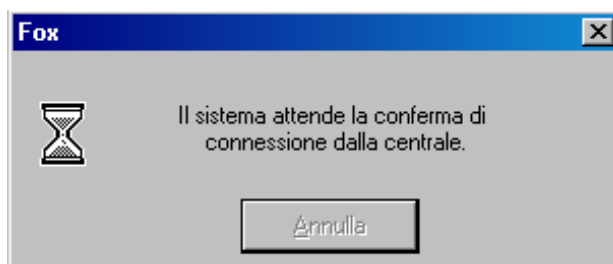 Fox
Il sistema attende la conferma di
connessione dalla centrale.
Annulla